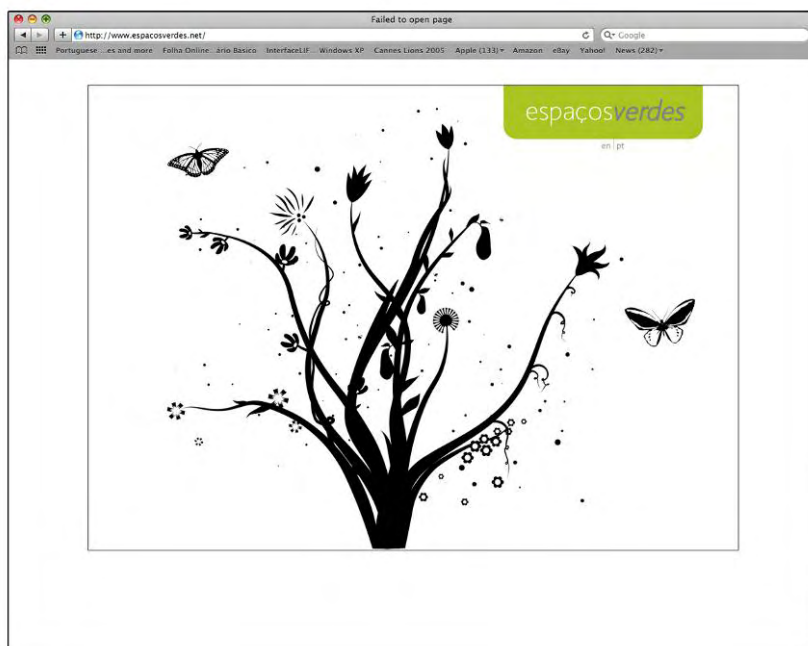 Failed to open page
http://www.espacosverdes.net/
Google
Portuguese ...es and more Folha Online: ário Basico InterfaceLIF... Windows XP Cannes Lions 2005 Apple (133) Amazon eBay Yahoo! News (282)
espaçosverdes
en | pt